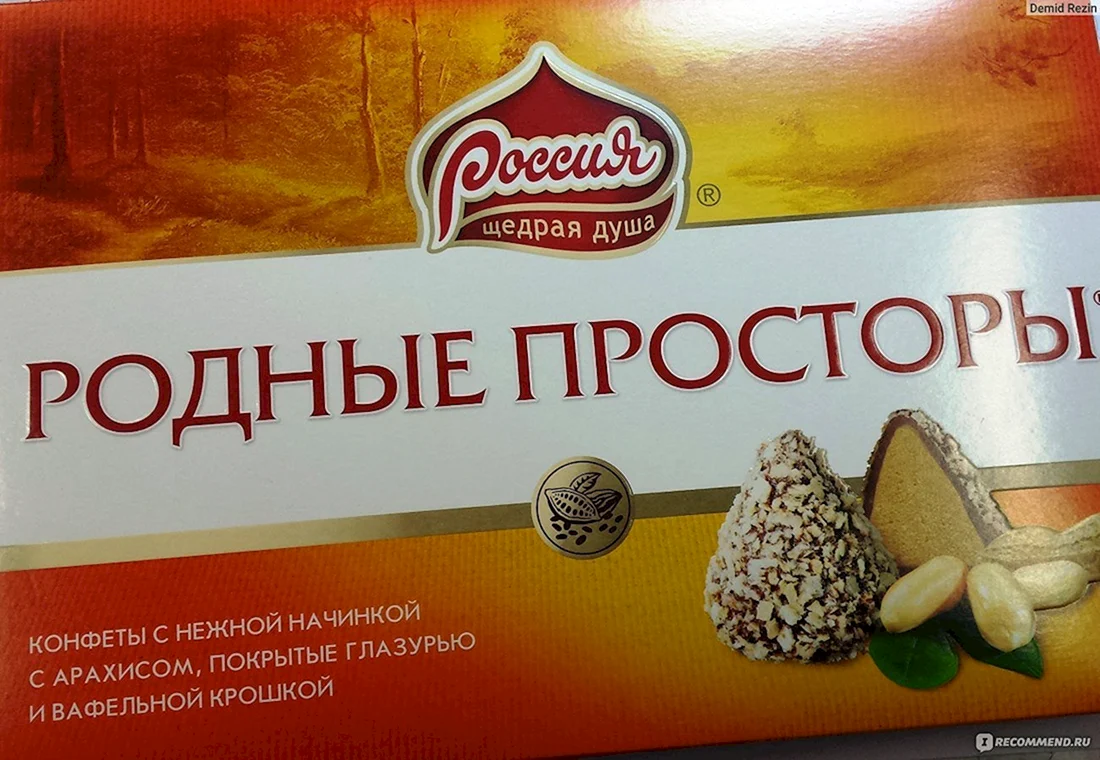 Demid Rezin
Россия
щедрая душа
®
РОДНЫЕ ПРОСТОРЫ®
КОНФЕТЫ С НЕЖНОЙ НАЧИНКОЙ
С АРАХИСОМ, ПОКРЫТЫЕ ГЛАЗУРЬЮ
И ВАФЕЛЬНОЙ КРОШКОЙ
IRECOMMEND.RU